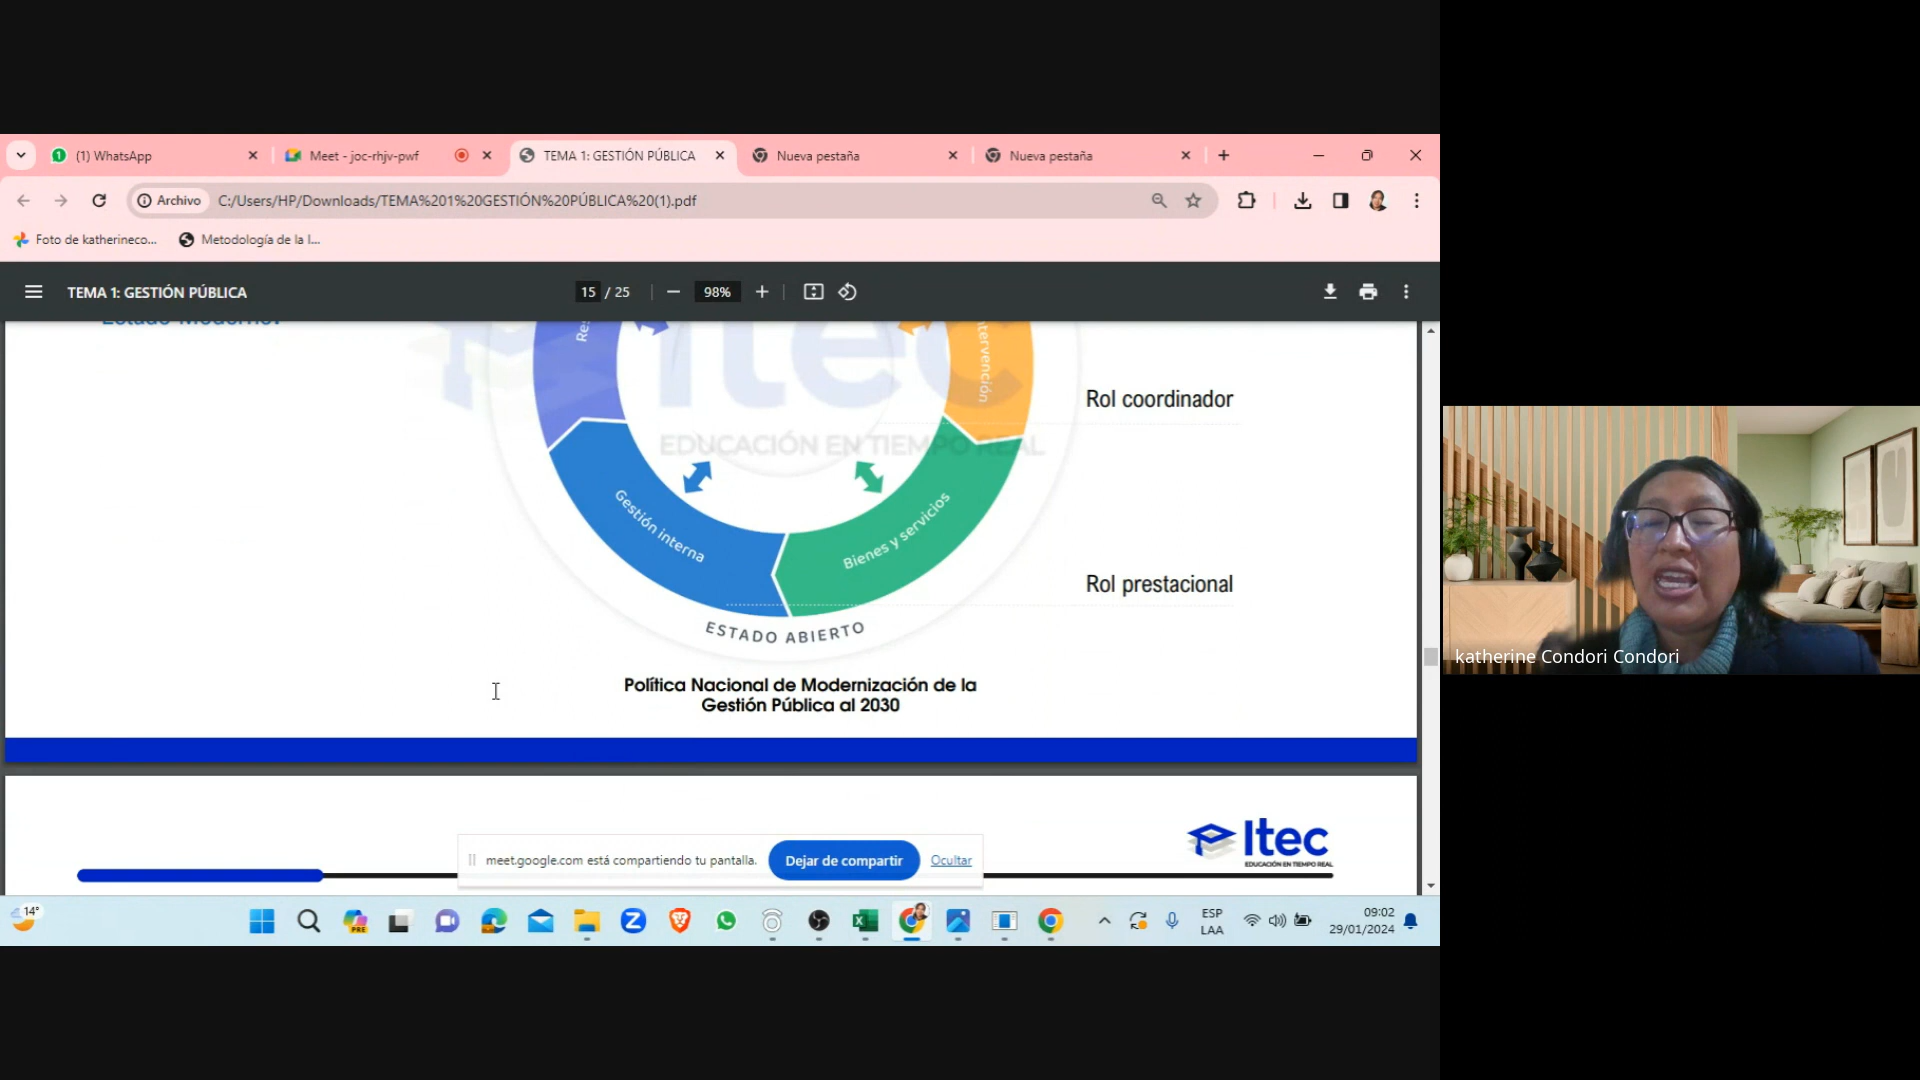 (1) WhatsApp
Meet - joc-rhjv-pwf
TEMA 1: GESTIÓN PÚBLICA
Nueva pestaña
Nueva pestaña
Archivo
C:/Users/HP/Downloads/TEMA%201%20GESTIÓN%20PÚBLICA%20(1).pdf
Foto de katherineco...
Metodología de la I...
TEMA 1: GESTIÓN PÚBLICA
15 / 25
98%
Res
tervención
Itec
EDUCACIÓN EN TIEMPO REAL
Rol coordinador
Gestión interna
Bienes y servicios
Rol prestacional
ESTADO ABIERTO
Política Nacional de Modernización de la
Gestión Pública al 2030
katherine Condori Condori
Itec
EDUCACIÓN EN TIEMPO REAL
meet.google.com está compartiendo tu pantalla.
Dejar de compartir
Ocultar
14°
PRE
ESP
LAA
09:02
29/01/2024